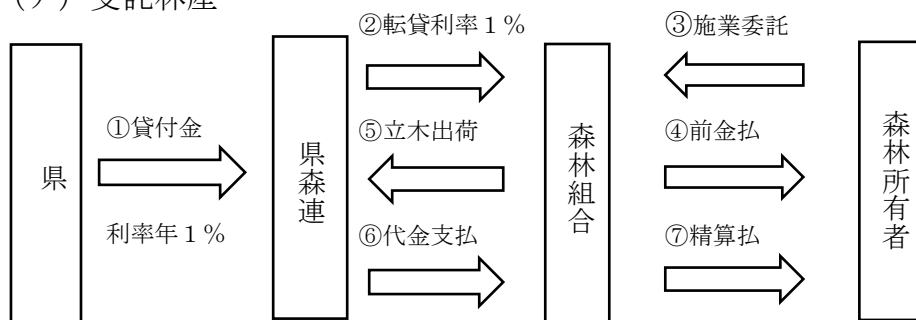 受託林産
②転貸利率１％
③施業委託
①貸付金
⑤立木出荷
④前金払
県
県森連
森林組合
森林所有者
利率年１％
⑥代金支払
⑦精算払